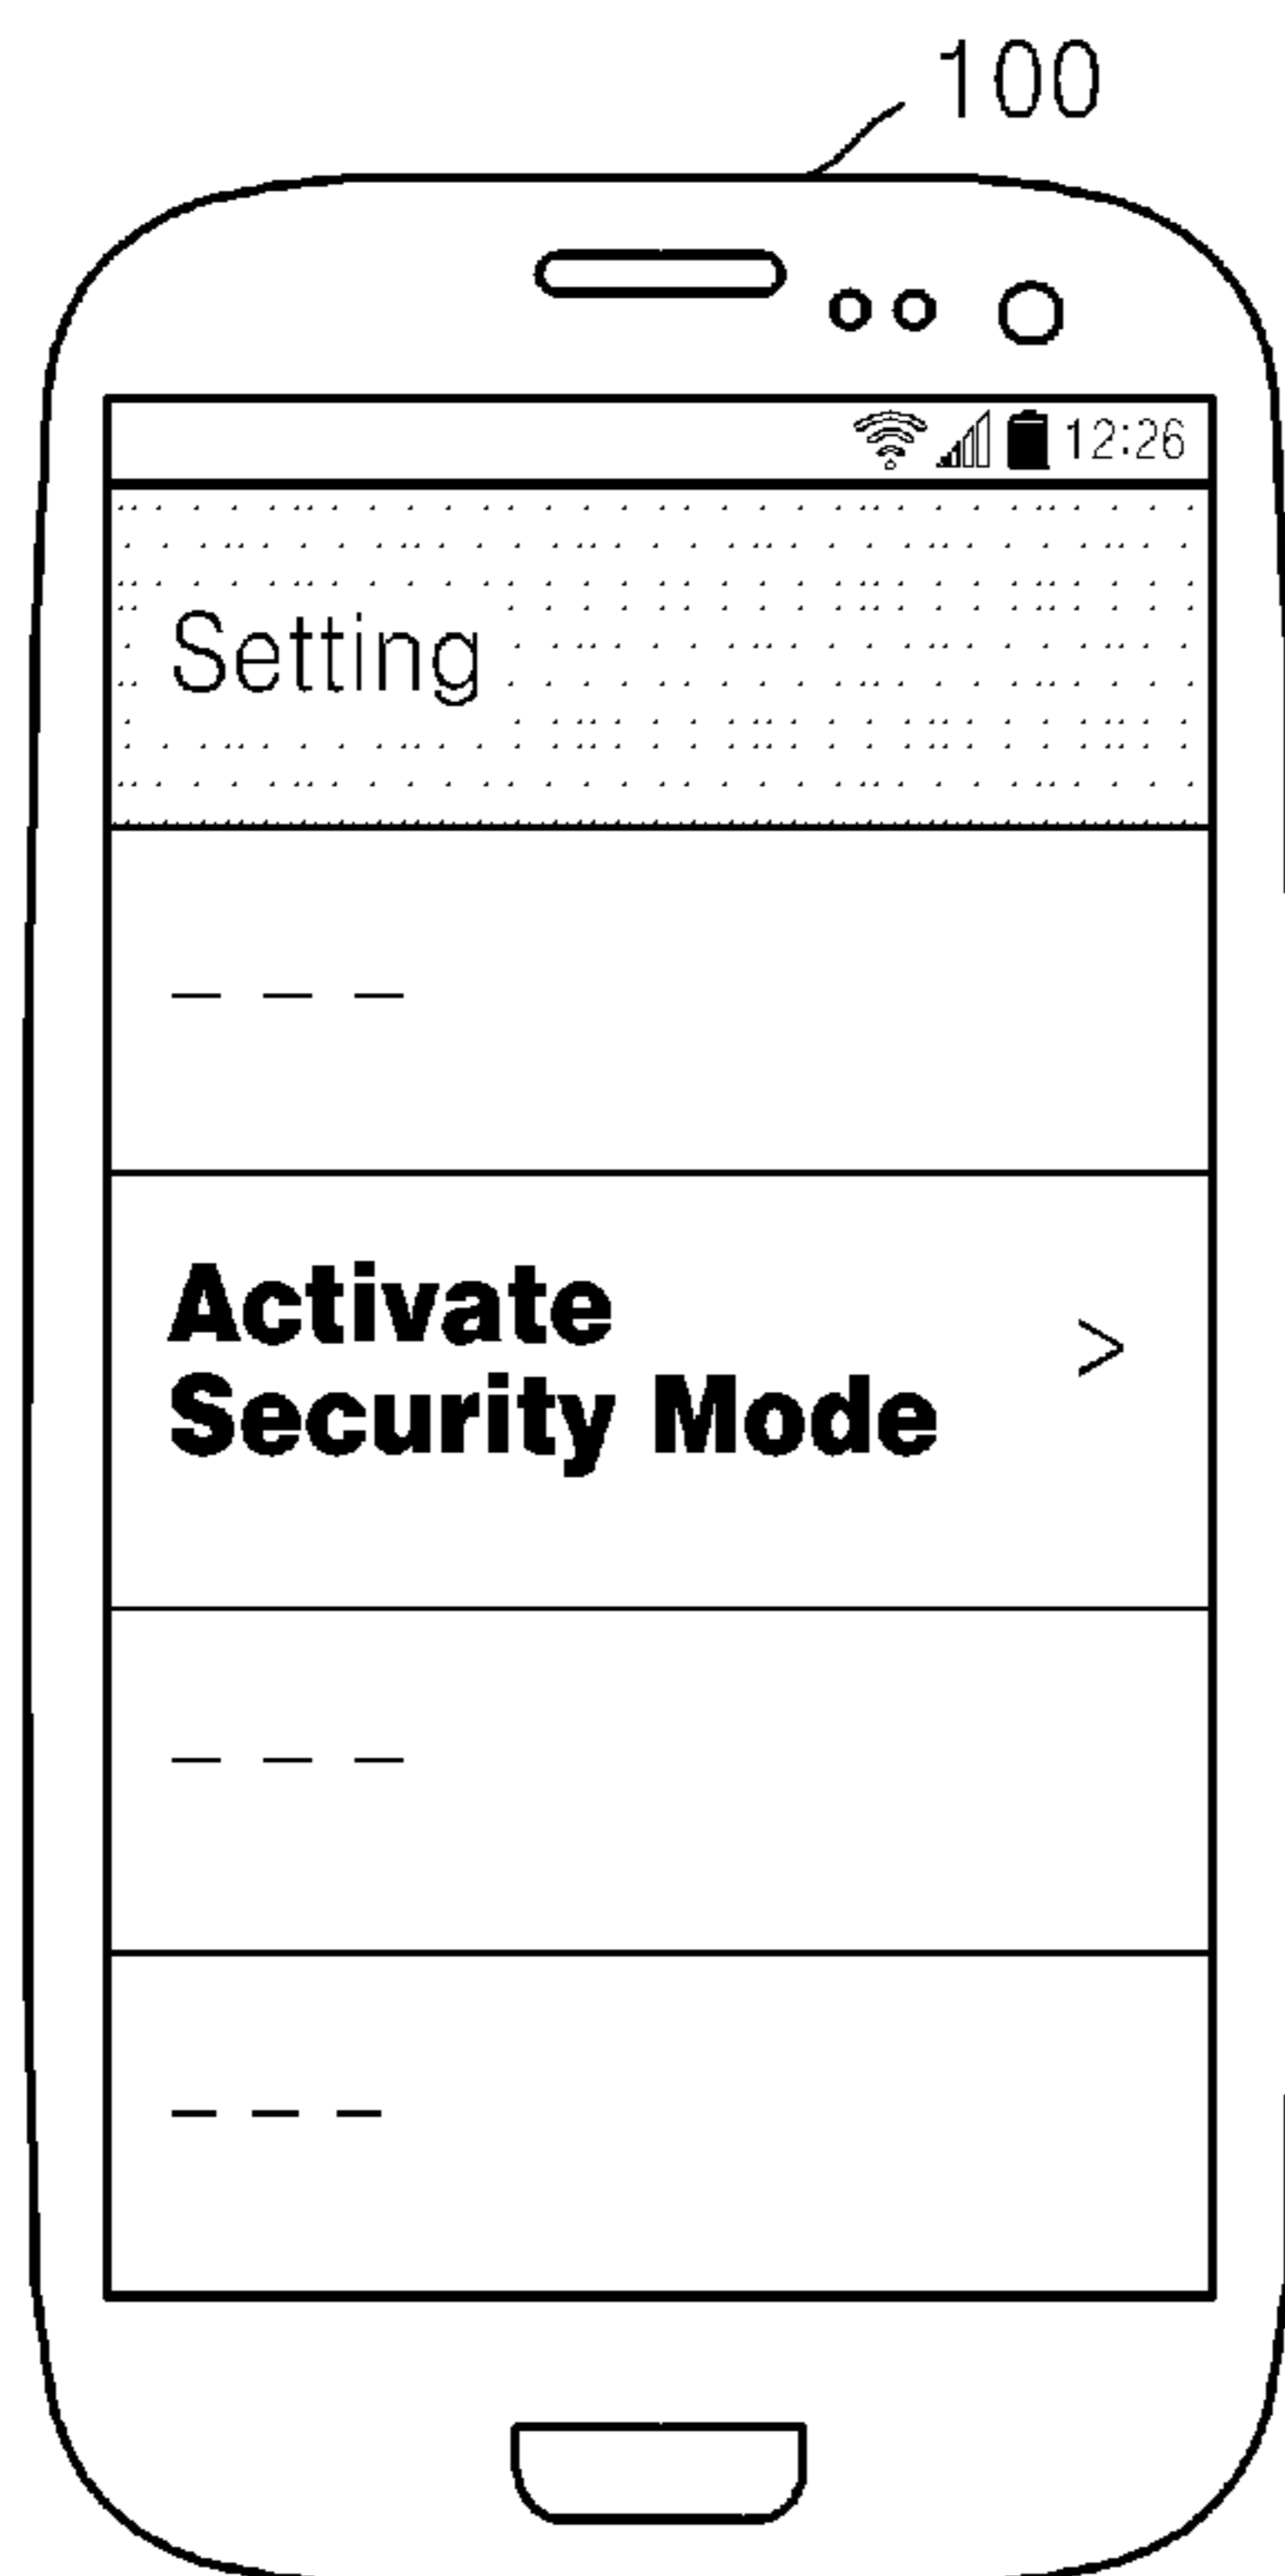 100
12:26
Setting
– – –
Activate
Security Mode
>
– – –
– – –